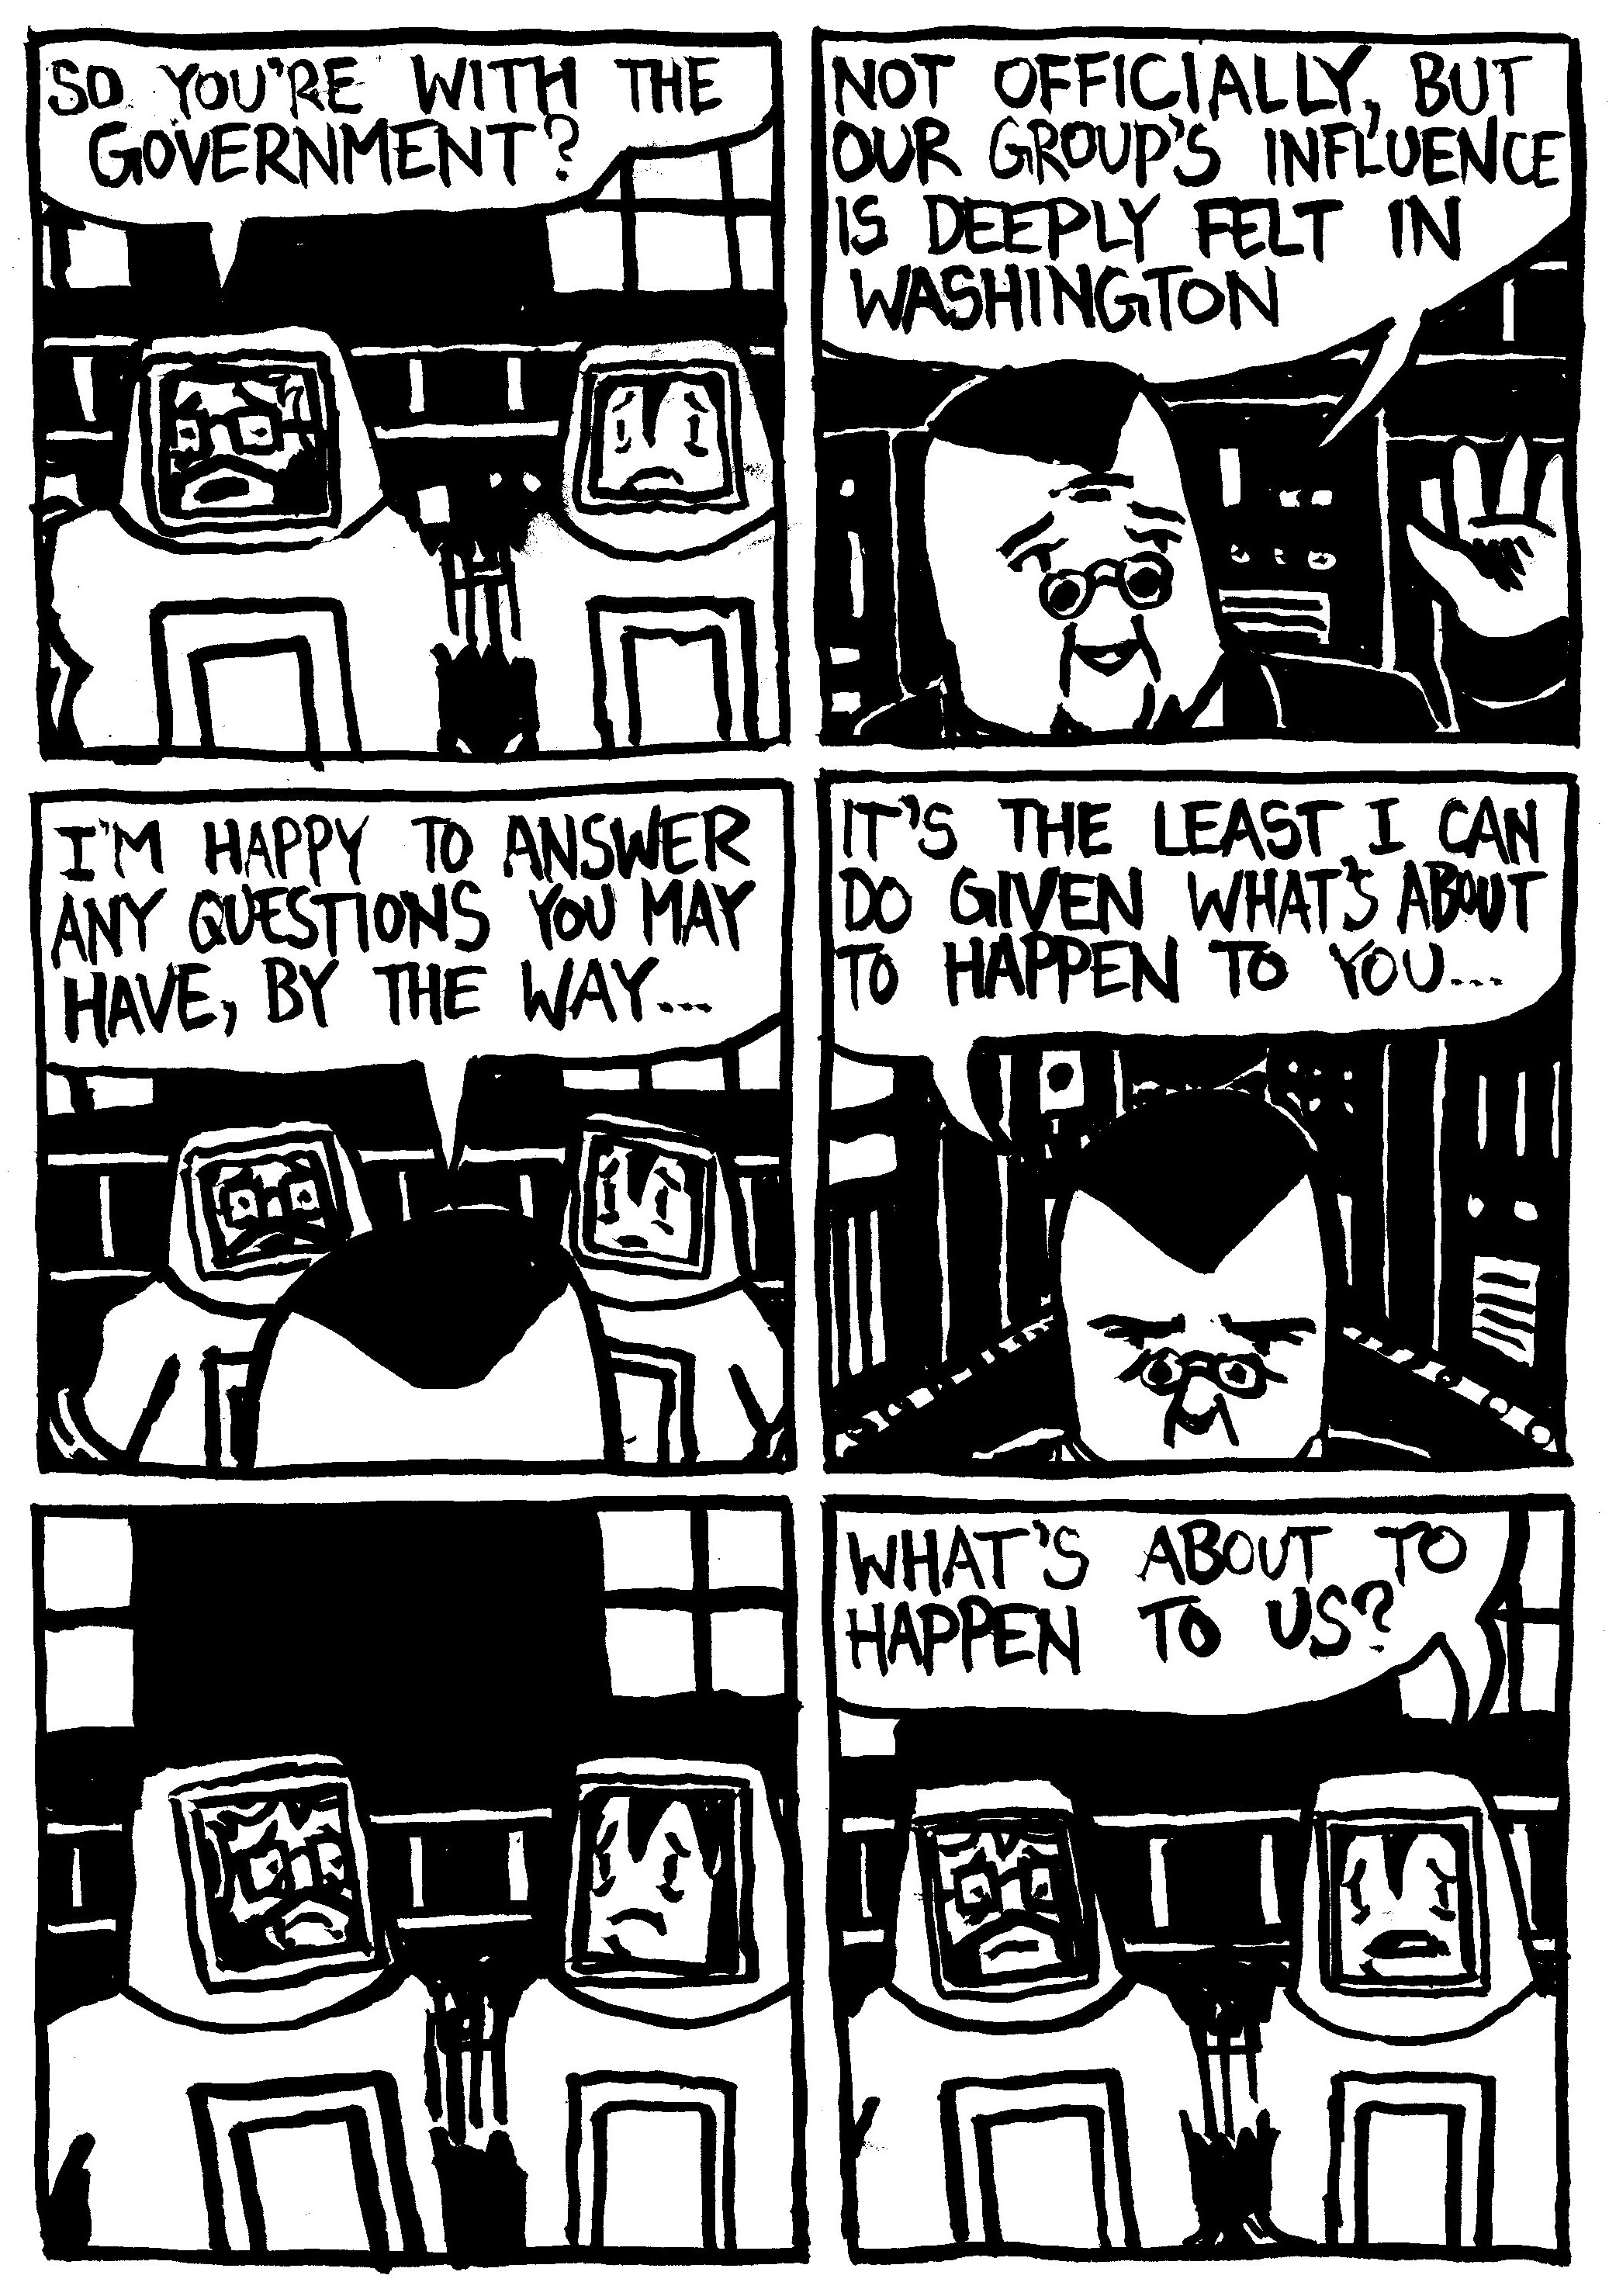 SO YOU'RE WITH THE
GOVERNMENT?
NOT OFFICIALLY, BUT
OUR GROUP'S INFLUENCE
IS DEEPLY FELT IN
WASHINGTON
I'M HAPPY TO ANSWER
ANY QUESTIONS YOU MAY
HAVE, BY THE WAY...
IT'S THE LEAST I CAN
DO GIVEN WHAT'S ABOUT
TO HAPPEN TO YOU...
WHAT'S ABOUT TO
HAPPEN TO US?